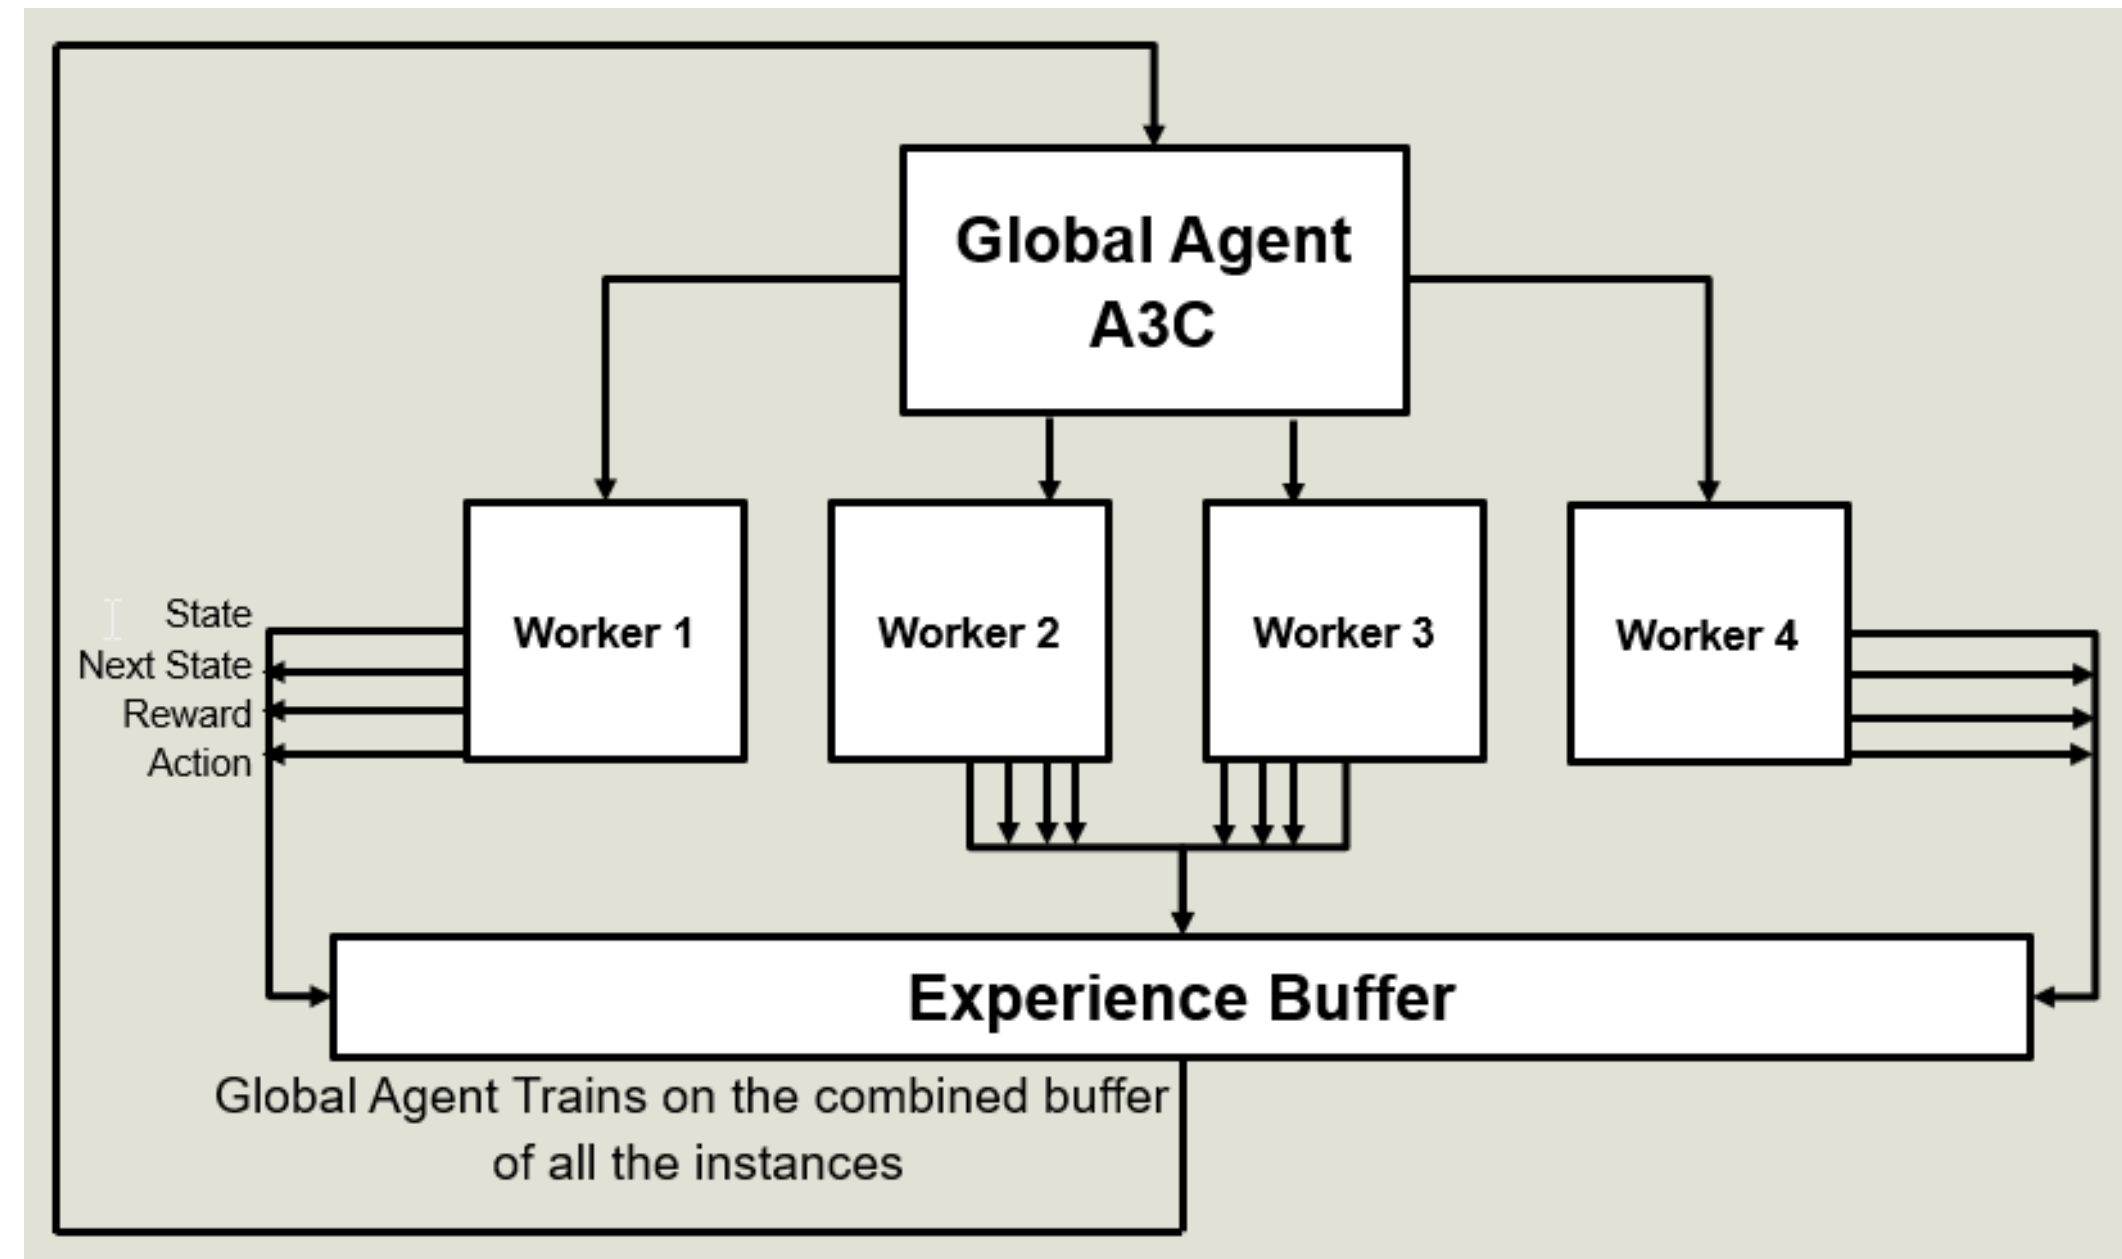 Global Agent
A3C
Worker 1
Worker 2
Worker 3
Worker 4
State
Next State
Reward
Action
Experience Buffer
Global Agent Trains on the combined buffer
of all the instances